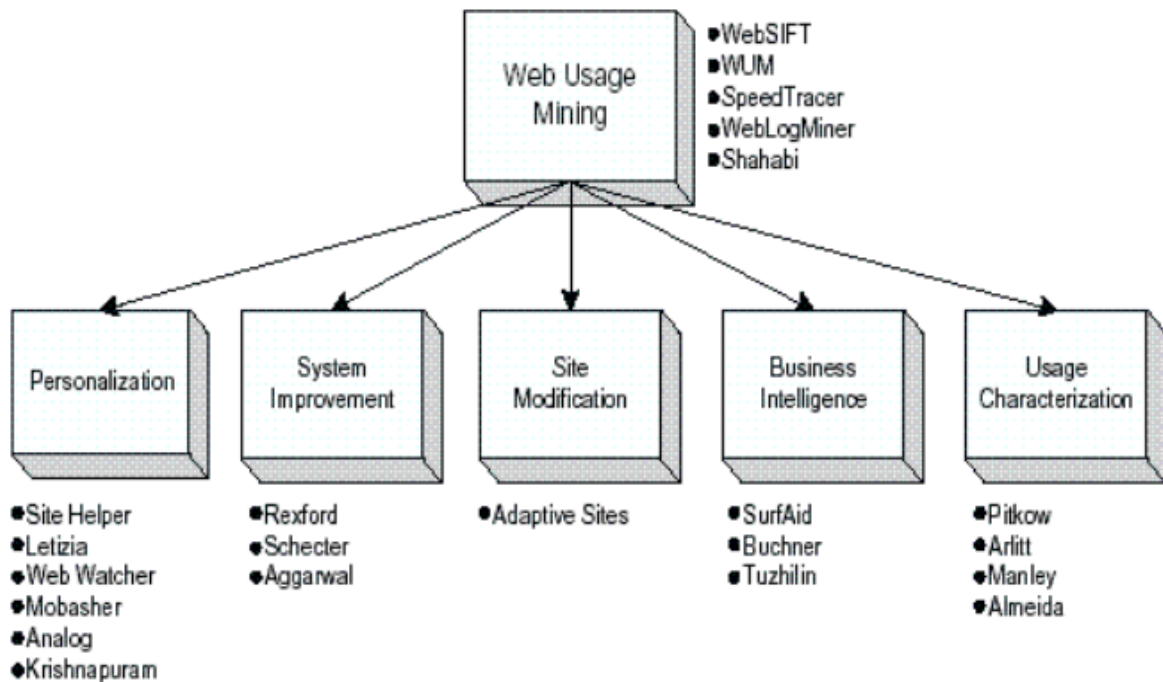 Web Usage
Mining
●WebSIFT
●WUM
●SpeedTracer
●WebLogMiner
●Shahabi
Personalization
System
Improvement
Site
Modification
Business
Intelligence
Usage
Characterization
●Site Helper
●Letizia
●Web Watcher
●Mobasher
●Analog
●Krishnapuram
●Rexford
●Schecter
●Aggarwal
●Adaptive Sites
●SurfAid
●Buchner
●Tuzhilin
●Pitkow
●Arlitt
●Manley
●Almeida